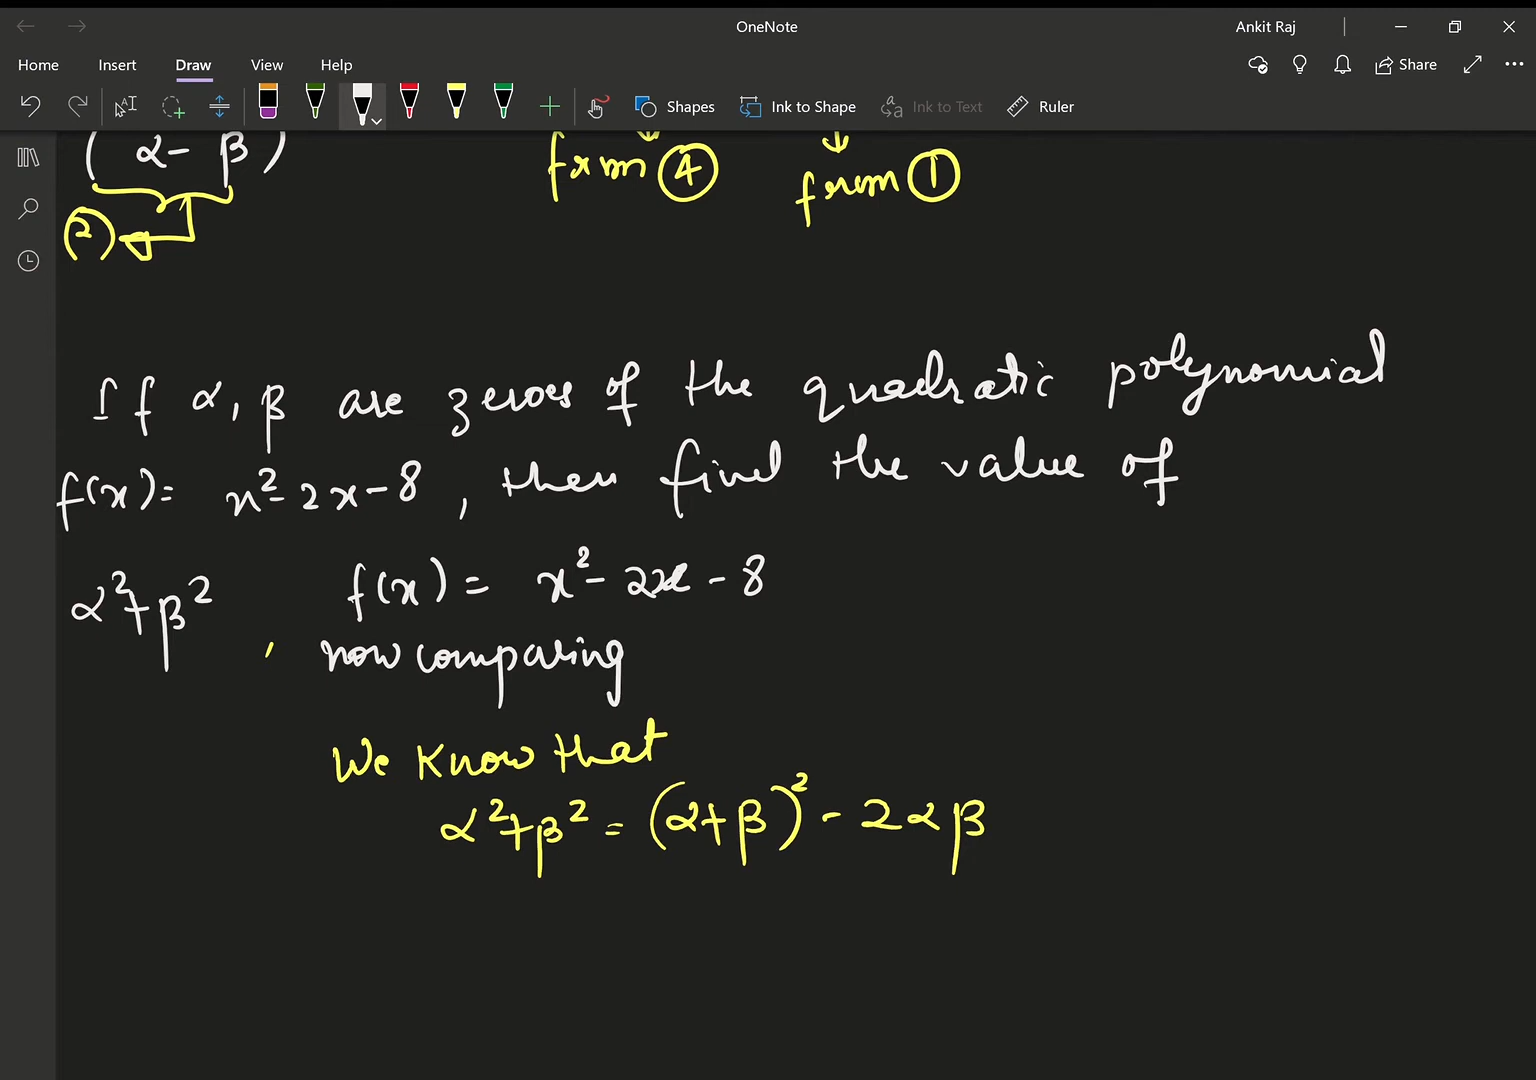 OneNote
Ankit Raj
Home Insert Draw View Help
Share
Shapes Ink to Shape Ink to Text Ruler
(α - β)
from ④ from ①
②
If α, β are zeroes of the quadratic polynomial
f(x) = x² - 2x - 8, then find the value of
α² + β² f(x) = x² - 2x - 8
now comparing
We know that
α² + β² = (α + β)² - 2αβ